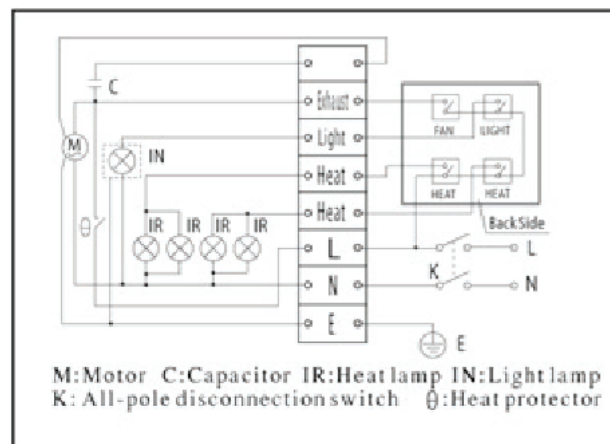 C
Exhaust
Light
Heat
Heat
L
N
E
M
IN
θ
IR IR IR IR
FAN LIGHT
HEAT HEAT
BackSide
L
K
N
E
M:Motor C:Capacitor IR:Heat lamp IN:Light lamp
K: All-pole disconnection switch θ:Heat protector